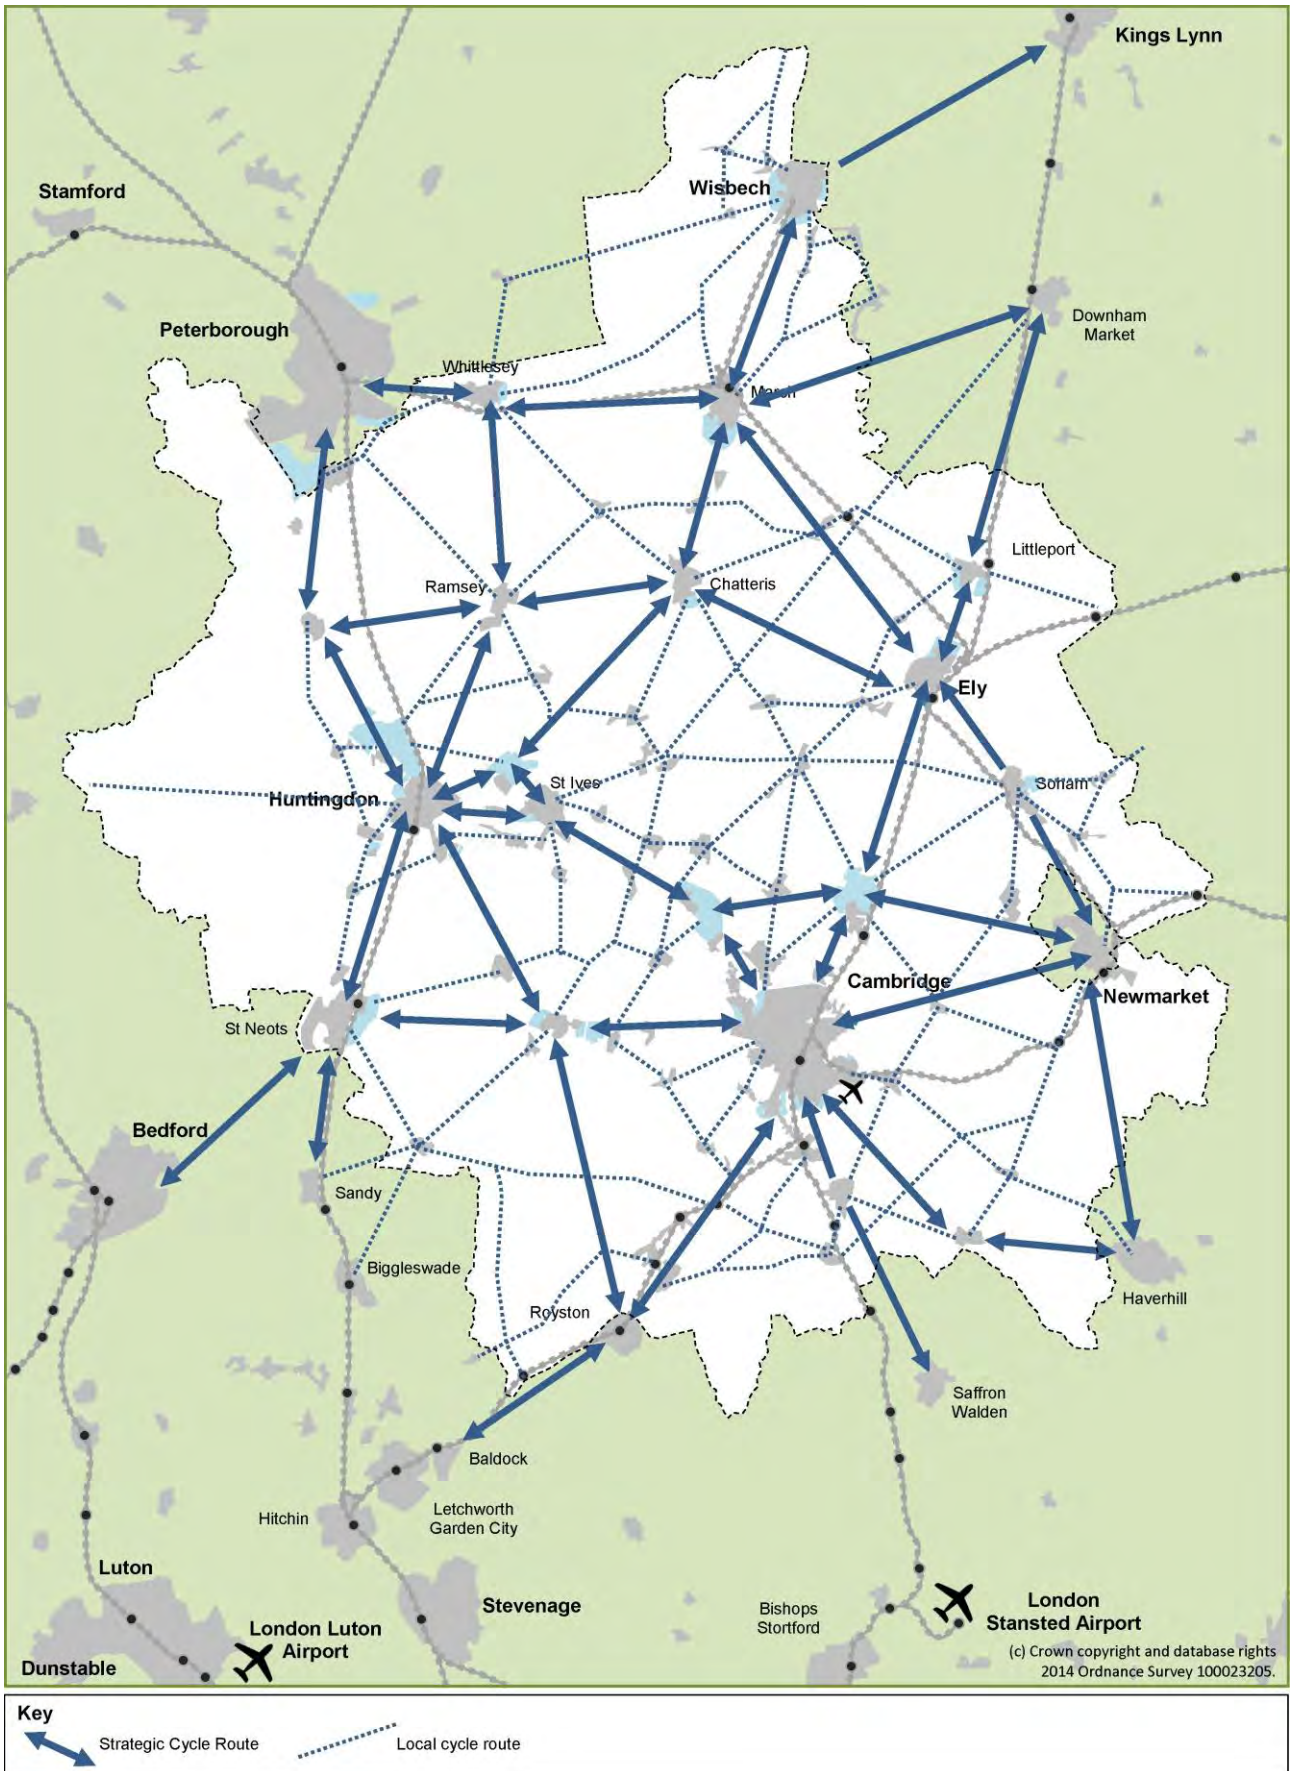 Kings Lynn
Stamford
Wisbech
Peterborough
Downham
Market
Whittlesey
March
Littleport
Ramsey
Chatteris
Ely
St Ives
Soham
Huntingdon
Cambridge
Newmarket
St Neots
Bedford
Sandy
Biggleswade
Royston
Haverhill
Saffron
Walden
Baldock
Letchworth
Garden City
Hitchin
Luton
Stevenage
Bishops
Stortford
London
Stansted Airport
London Luton
Airport
Dunstable
(c) Crown copyright and database rights
2014 Ordnance Survey 100023205.
Key
Strategic Cycle Route
Local cycle route